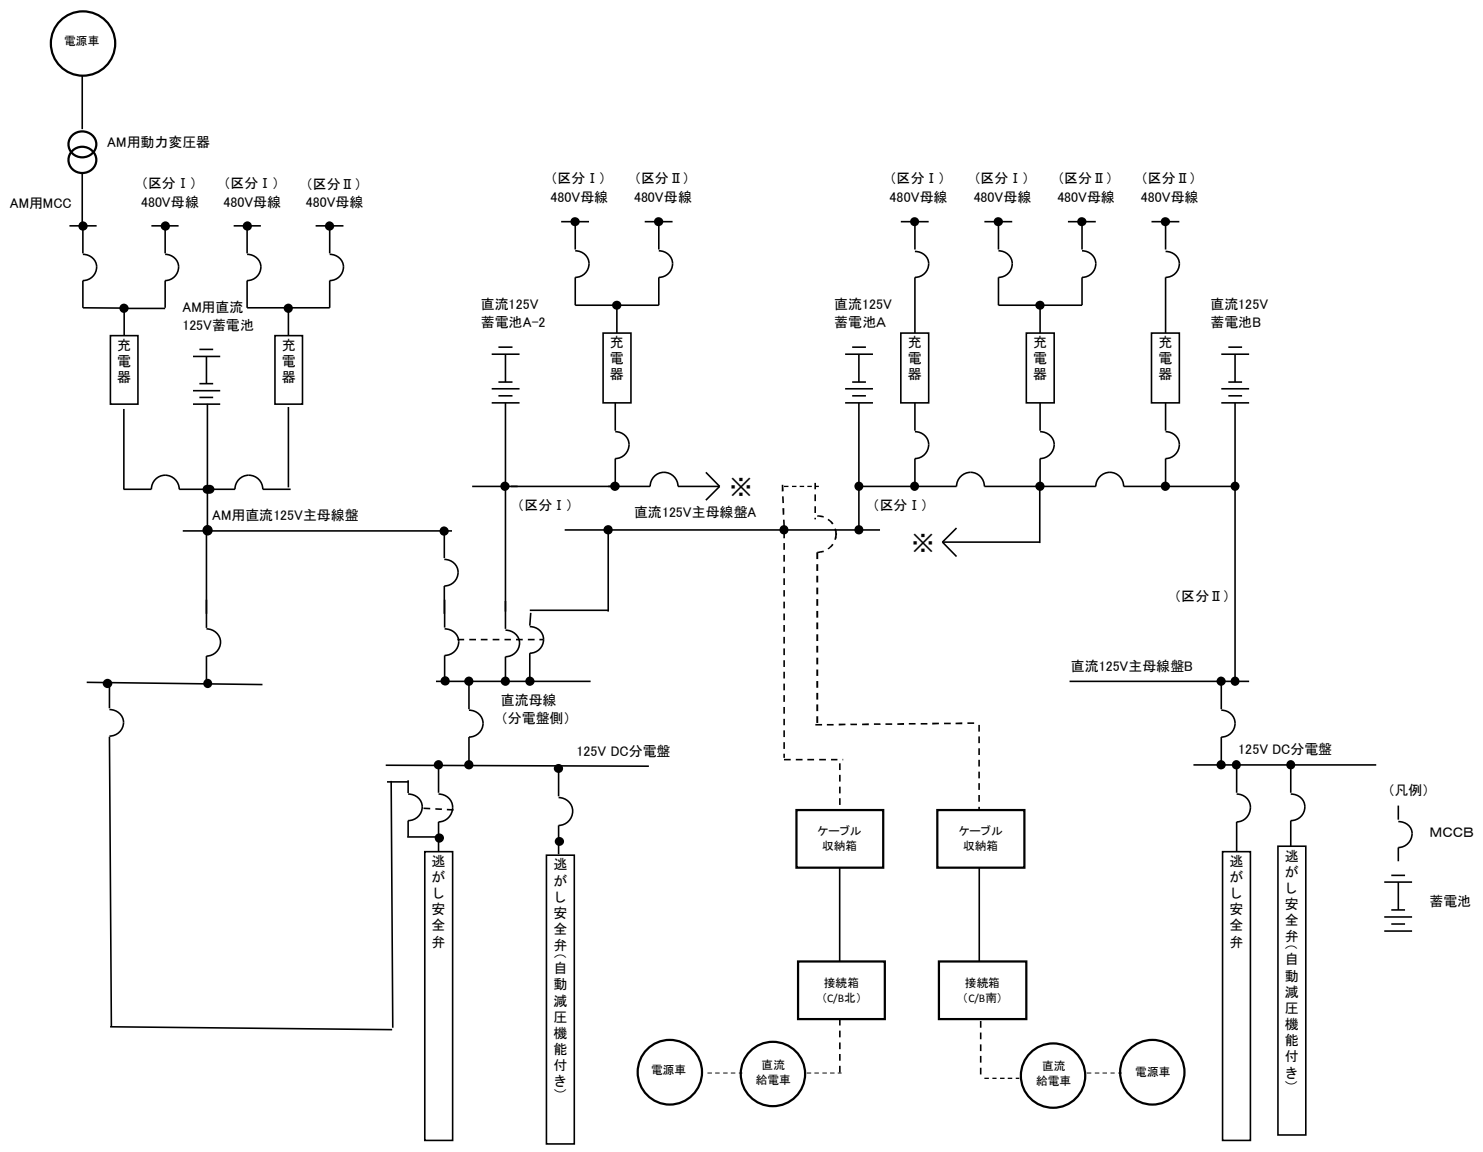 電源車
AM用動力変圧器
AM用MCC
（区分Ⅰ）
480V母線
（区分Ⅰ）
480V母線
（区分Ⅱ）
480V母線
（区分Ⅰ）
480V母線
（区分Ⅱ）
480V母線
（区分Ⅰ）
480V母線
（区分Ⅰ）
480V母線
（区分Ⅱ）
480V母線
（区分Ⅱ）
480V母線
AM用直流
125V蓄電池
直流125V
蓄電池A-2
直流125V
蓄電池A
直流125V
蓄電池B
充電器
充電器
充電器
充電器
充電器
充電器
※
（区分Ⅰ）
（区分Ⅰ）
AM用直流125V主母線盤
直流125V主母線盤A
※
（区分Ⅱ）
直流125V主母線盤B
直流母線
（分電盤側）
125V DC分電盤
125V DC分電盤
（凡例）
MCCB
蓄電池
ケーブル
収納箱
ケーブル
収納箱
逃がし安全弁
逃がし安全弁（自動減圧機能付き）
逃がし安全弁
逃がし安全弁（自動減圧機能付き）
接続箱
（C/B北）
接続箱
（C/B南）
電源車
直流
給電車
直流
給電車
電源車